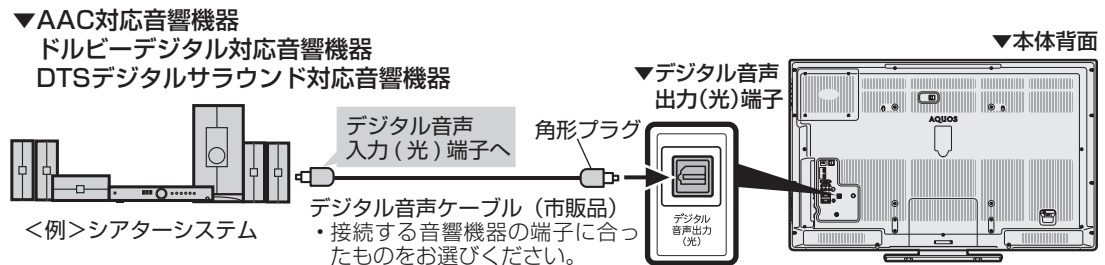 ▼AAC対応音響機器
ドルビーデジタル対応音響機器
DTSデジタルサラウンド対応音響機器
<例>シアターシステム
デジタル音声
入力(光)端子へ
角形プラグ
デジタル音声ケーブル（市販品）
・接続する音響機器の端子に合っ
たものをお選びください。
▼デジタル音声
出力(光)端子
デジタル
音声出力
(光)
▼本体背面
AQUOS